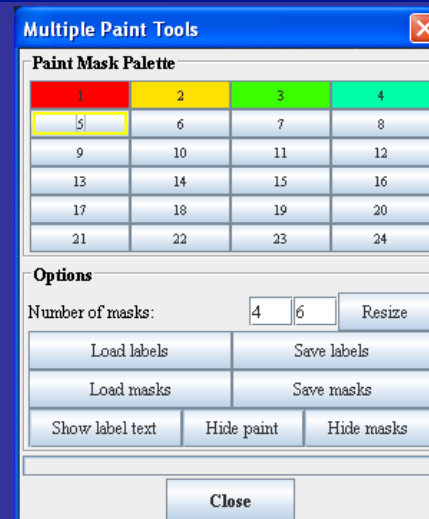 Multiple Paint Tools
Paint Mask Palette
1 2 3 4
5 6 7 8
9 10 11 12
13 14 15 16
17 18 19 20
21 22 23 24
Options
Number of masks: 4 6 Resize
Load labels Save labels
Load masks Save masks
Show label text Hide paint Hide masks
Close